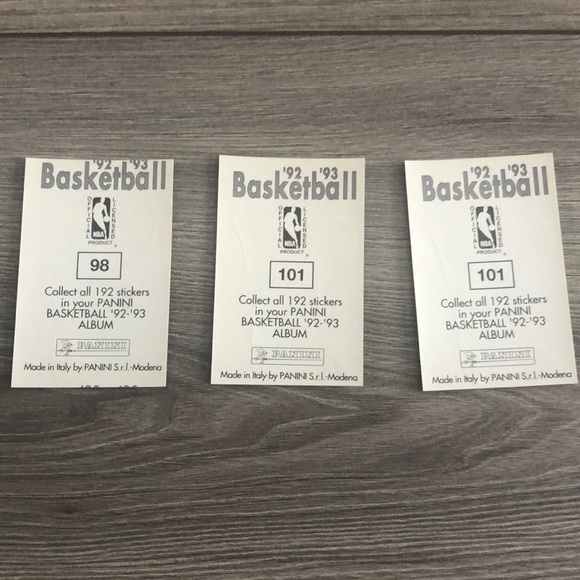 '92 '93
Basketball
OFFICIAL LICENSED
NBA
PRODUCT ®
98
Collect all 192 stickers
in your PANINI
BASKETBALL '92-'93
ALBUM
PANINI
Made in Italy by PANINI S.r.l.-Modena
'92 '93
Basketball
OFFICIAL LICENSED
NBA
PRODUCT ®
101
Collect all 192 stickers
in your PANINI
BASKETBALL '92-'93
ALBUM
PANINI
Made in Italy by PANINI S.r.l.-Modena
'92 '93
Basketball
OFFICIAL LICENSED
NBA
PRODUCT ®
101
Collect all 192 stickers
in your PANINI
BASKETBALL '92-'93
ALBUM
PANINI
Made in Italy by PANINI S.r.l.-Modena